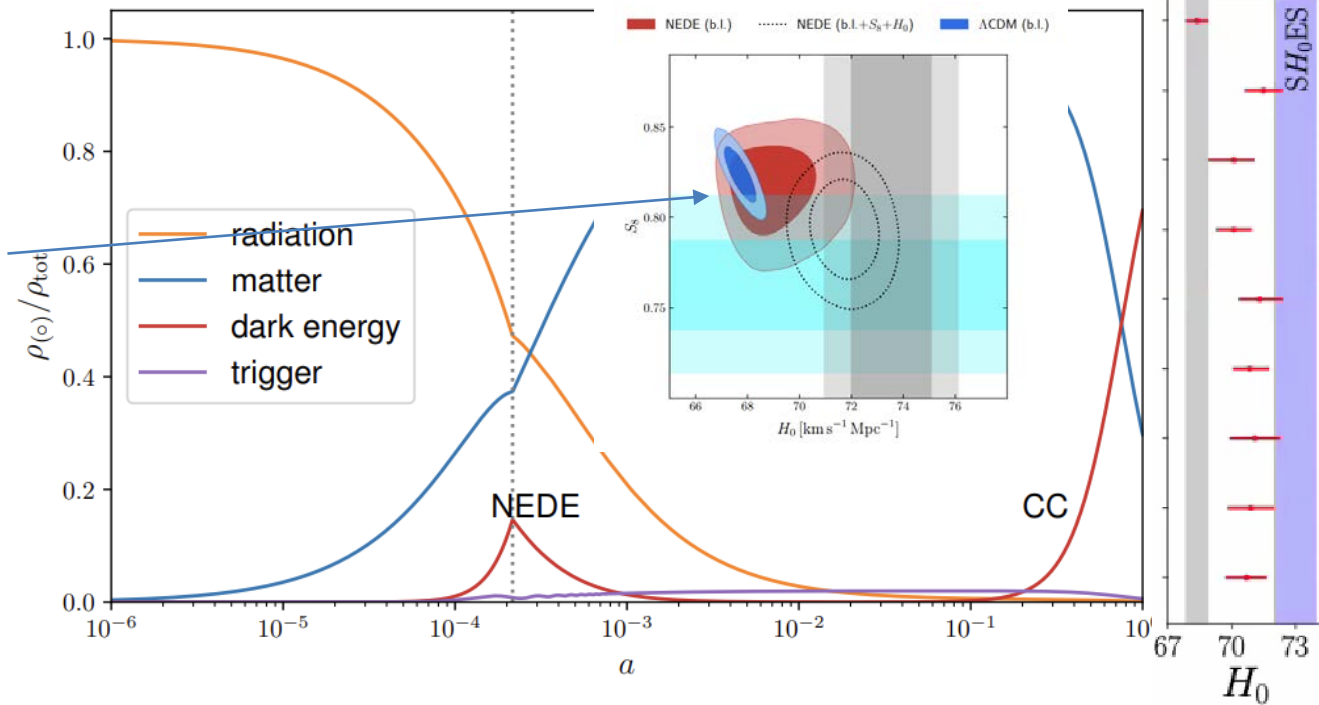 NEDE (b.l.) NEDE (b.l.+S₈+H₀) ΛCDM (b.l.)
1.0
0.8
0.6
0.4
0.2
0.0
ρ(∘)/ρtot
radiation
matter
dark energy
trigger
NEDE
CC
10⁻⁶ 10⁻⁵ 10⁻⁴ 10⁻³ 10⁻² 10⁻¹ 10⁰
a
0.85
0.80
0.75
S₈
66 68 70 72 74 76
H₀ [km s⁻¹ Mpc⁻¹]
SH₀ES
67 70 73
H₀